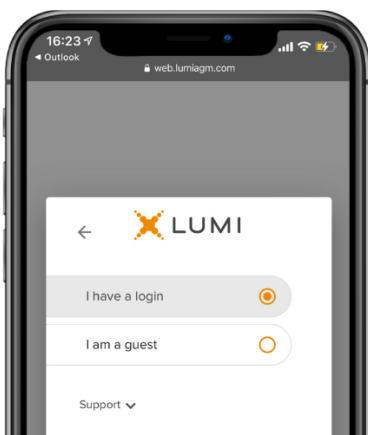 16:23
Outlook
web.lumiagm.com
LUMI
I have a login
I am a guest
Support